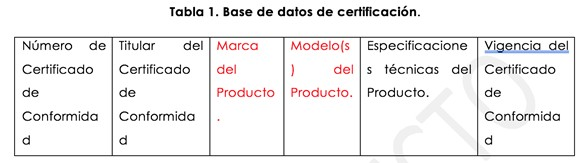 Tabla 1. Base de datos de certificación.
Número de Certificado de Conformida d
Titular del Certificado de Conformida d
Marca del Producto .
Modelo(s ) del Producto.
Especificacione s técnicas del Producto.
Vigencia del Certificado de Conformida d